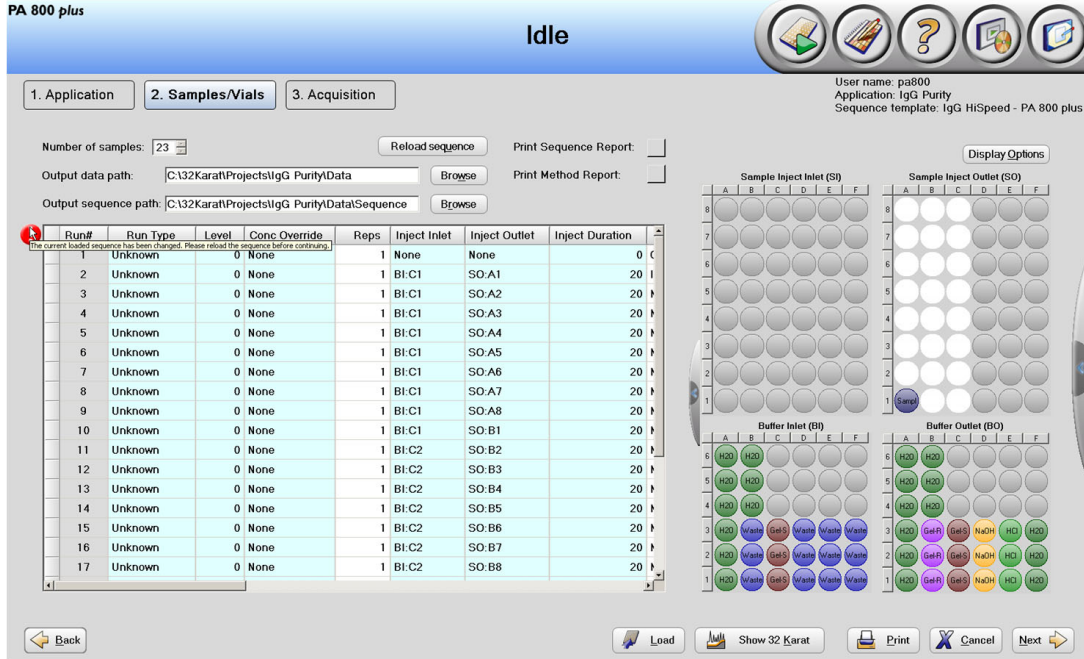 PA 800 plus
Idle
User name: pa800
Application: IgG Purity
Sequence template: IgG HiSpeed - PA 800 plus
1. Application
2. Samples/Vials
3. Acquisition
Number of samples: 23
Reload sequence
Print Sequence Report:
Display Options
Output data path: C:\32Karat\Projects\IgG Purity\Data
Browse
Print Method Report:
Output sequence path: C:\32Karat\Projects\IgG Purity\Data\Sequence
Browse
Run# Run Type Level Conc Override Reps Inject Inlet Inject Outlet Inject Duration
The current loaded sequence has been changed. Please reload the sequence before continuing.
1 Unknown 0 None 1 None None 0
2 Unknown 0 None 1 BI:C1 SO:A1 20
3 Unknown 0 None 1 BI:C1 SO:A2 20
4 Unknown 0 None 1 BI:C1 SO:A3 20
5 Unknown 0 None 1 BI:C1 SO:A4 20
6 Unknown 0 None 1 BI:C1 SO:A5 20
7 Unknown 0 None 1 BI:C1 SO:A6 20
8 Unknown 0 None 1 BI:C1 SO:A7 20
9 Unknown 0 None 1 BI:C1 SO:A8 20
10 Unknown 0 None 1 BI:C1 SO:B1 20
11 Unknown 0 None 1 BI:C2 SO:B2 20
12 Unknown 0 None 1 BI:C2 SO:B3 20
13 Unknown 0 None 1 BI:C2 SO:B4 20
14 Unknown 0 None 1 BI:C2 SO:B5 20
15 Unknown 0 None 1 BI:C2 SO:B6 20
16 Unknown 0 None 1 BI:C2 SO:B7 20
17 Unknown 0 None 1 BI:C2 SO:B8 20
Sample Inject Inlet (SI)
A B C D E F
8
7
6
5
4
3
2
1
Sample Inject Outlet (SO)
A B C D E F
8
7
6
5
4
3
2
1 Sampl
Buffer Inlet (BI)
A B C D E F
6 H20 H20
5 H20 H20
4 H20 H20
3 H20 Waste Gel-S Waste Waste Waste
2 H20 Waste Gel-S Waste Waste Waste
1 H20 Waste Gel-S Waste Waste Waste
Buffer Outlet (BO)
A B C D E F
6 H20 H20
5 H20 H20
4 H20 H20
3 H20 Gel-R Gel-S NaOH HCl H20
2 H20 Gel-R Gel-S NaOH HCl H20
1 H20 Gel-R Gel-S NaOH HCl H20
Back
Load
Show 32 Karat
Print
Cancel
Next